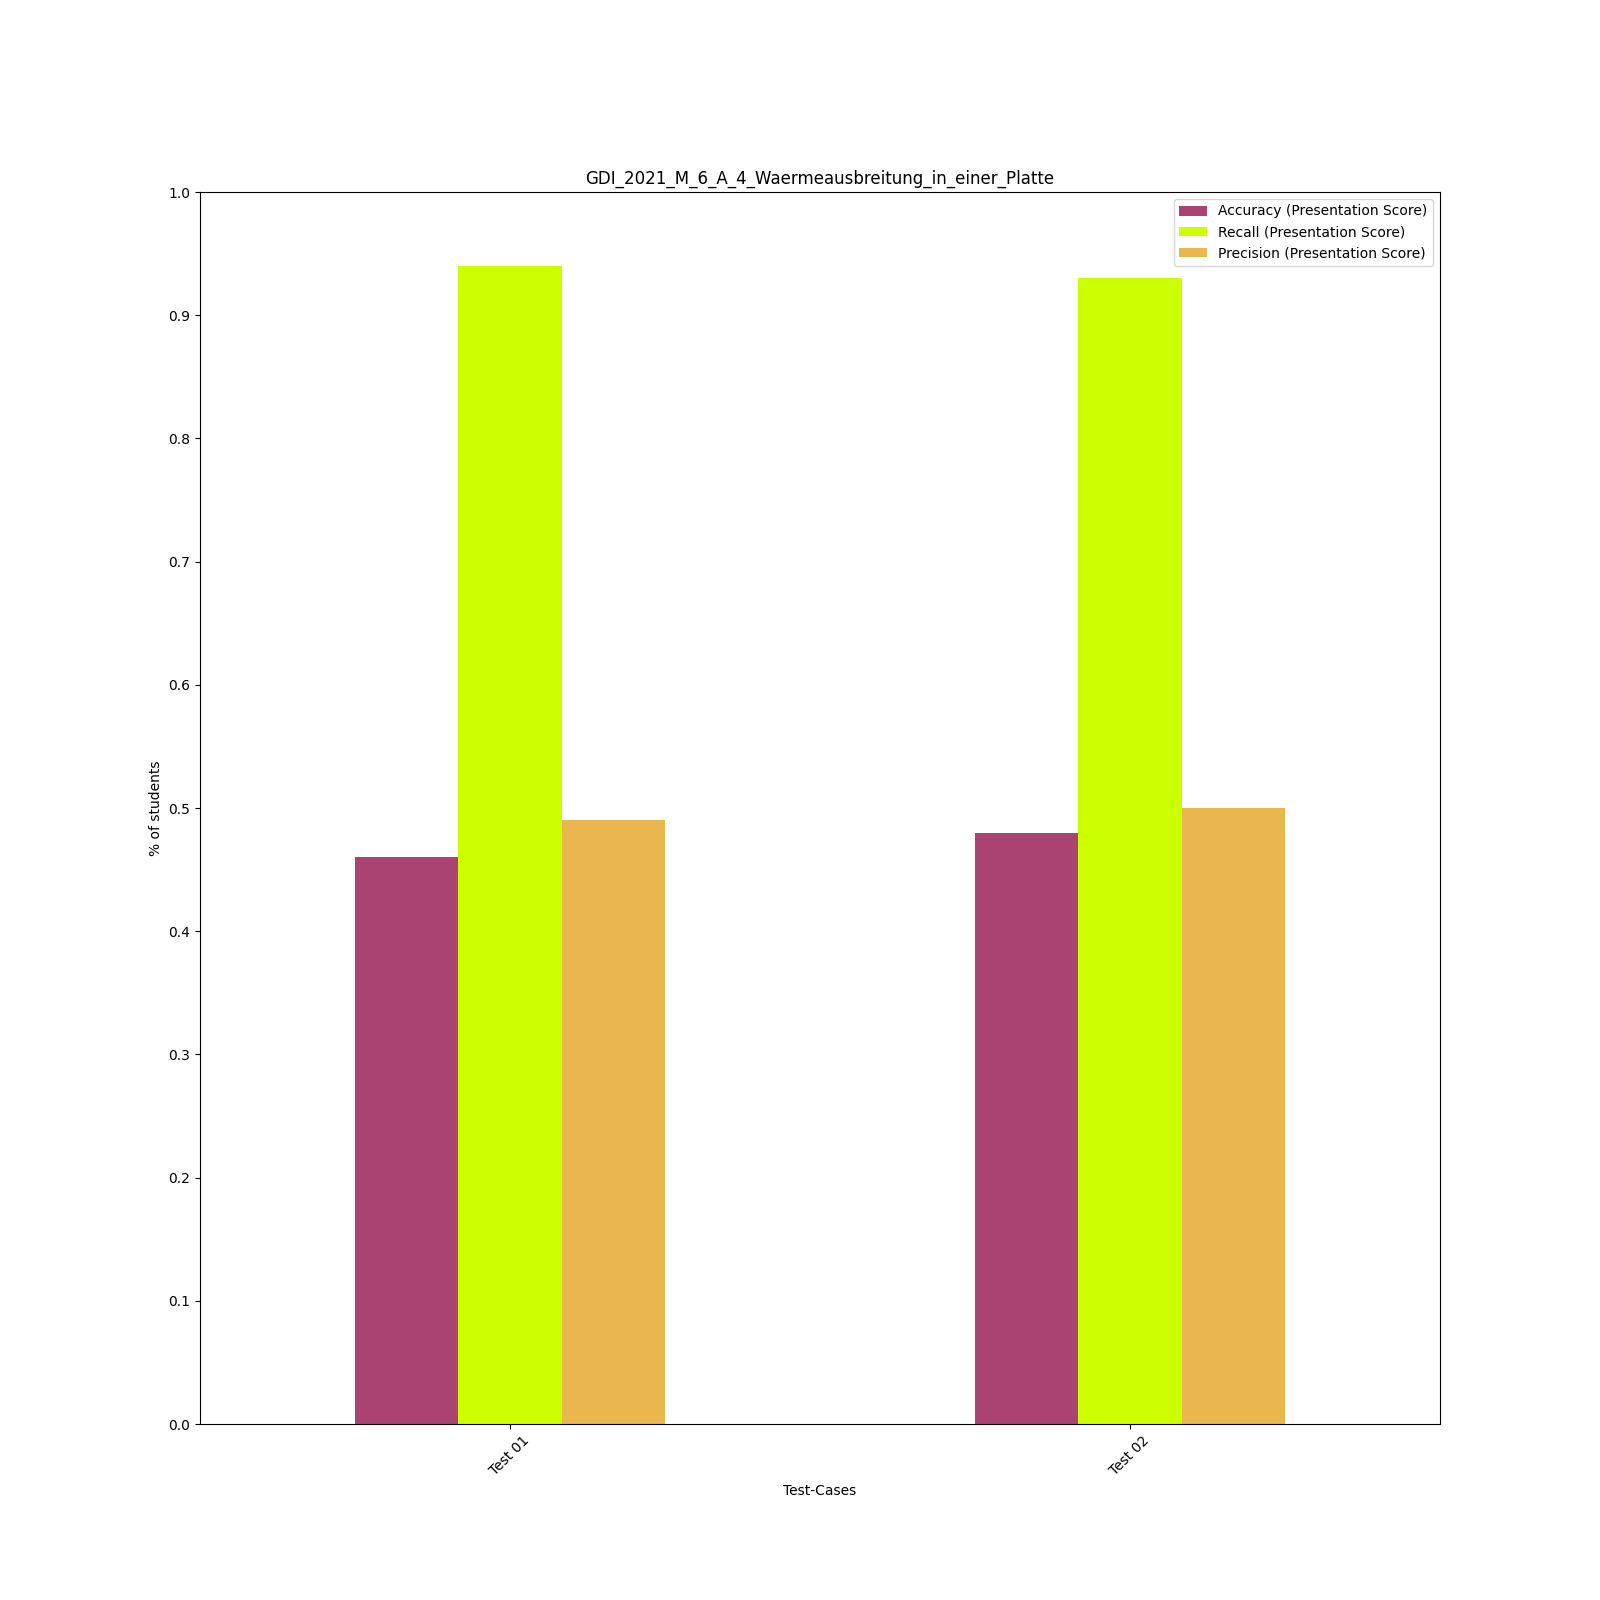 GDI_2021_M_6_A_4_Waermeausbreitung_in_einer_Platte
Accuracy (Presentation Score)
Recall (Presentation Score)
Precision (Presentation Score)
1.0
0.9
0.8
0.7
0.6
0.5
0.4
0.3
0.2
0.1
0.0
% of students
Test 01
Test 02
Test-Cases